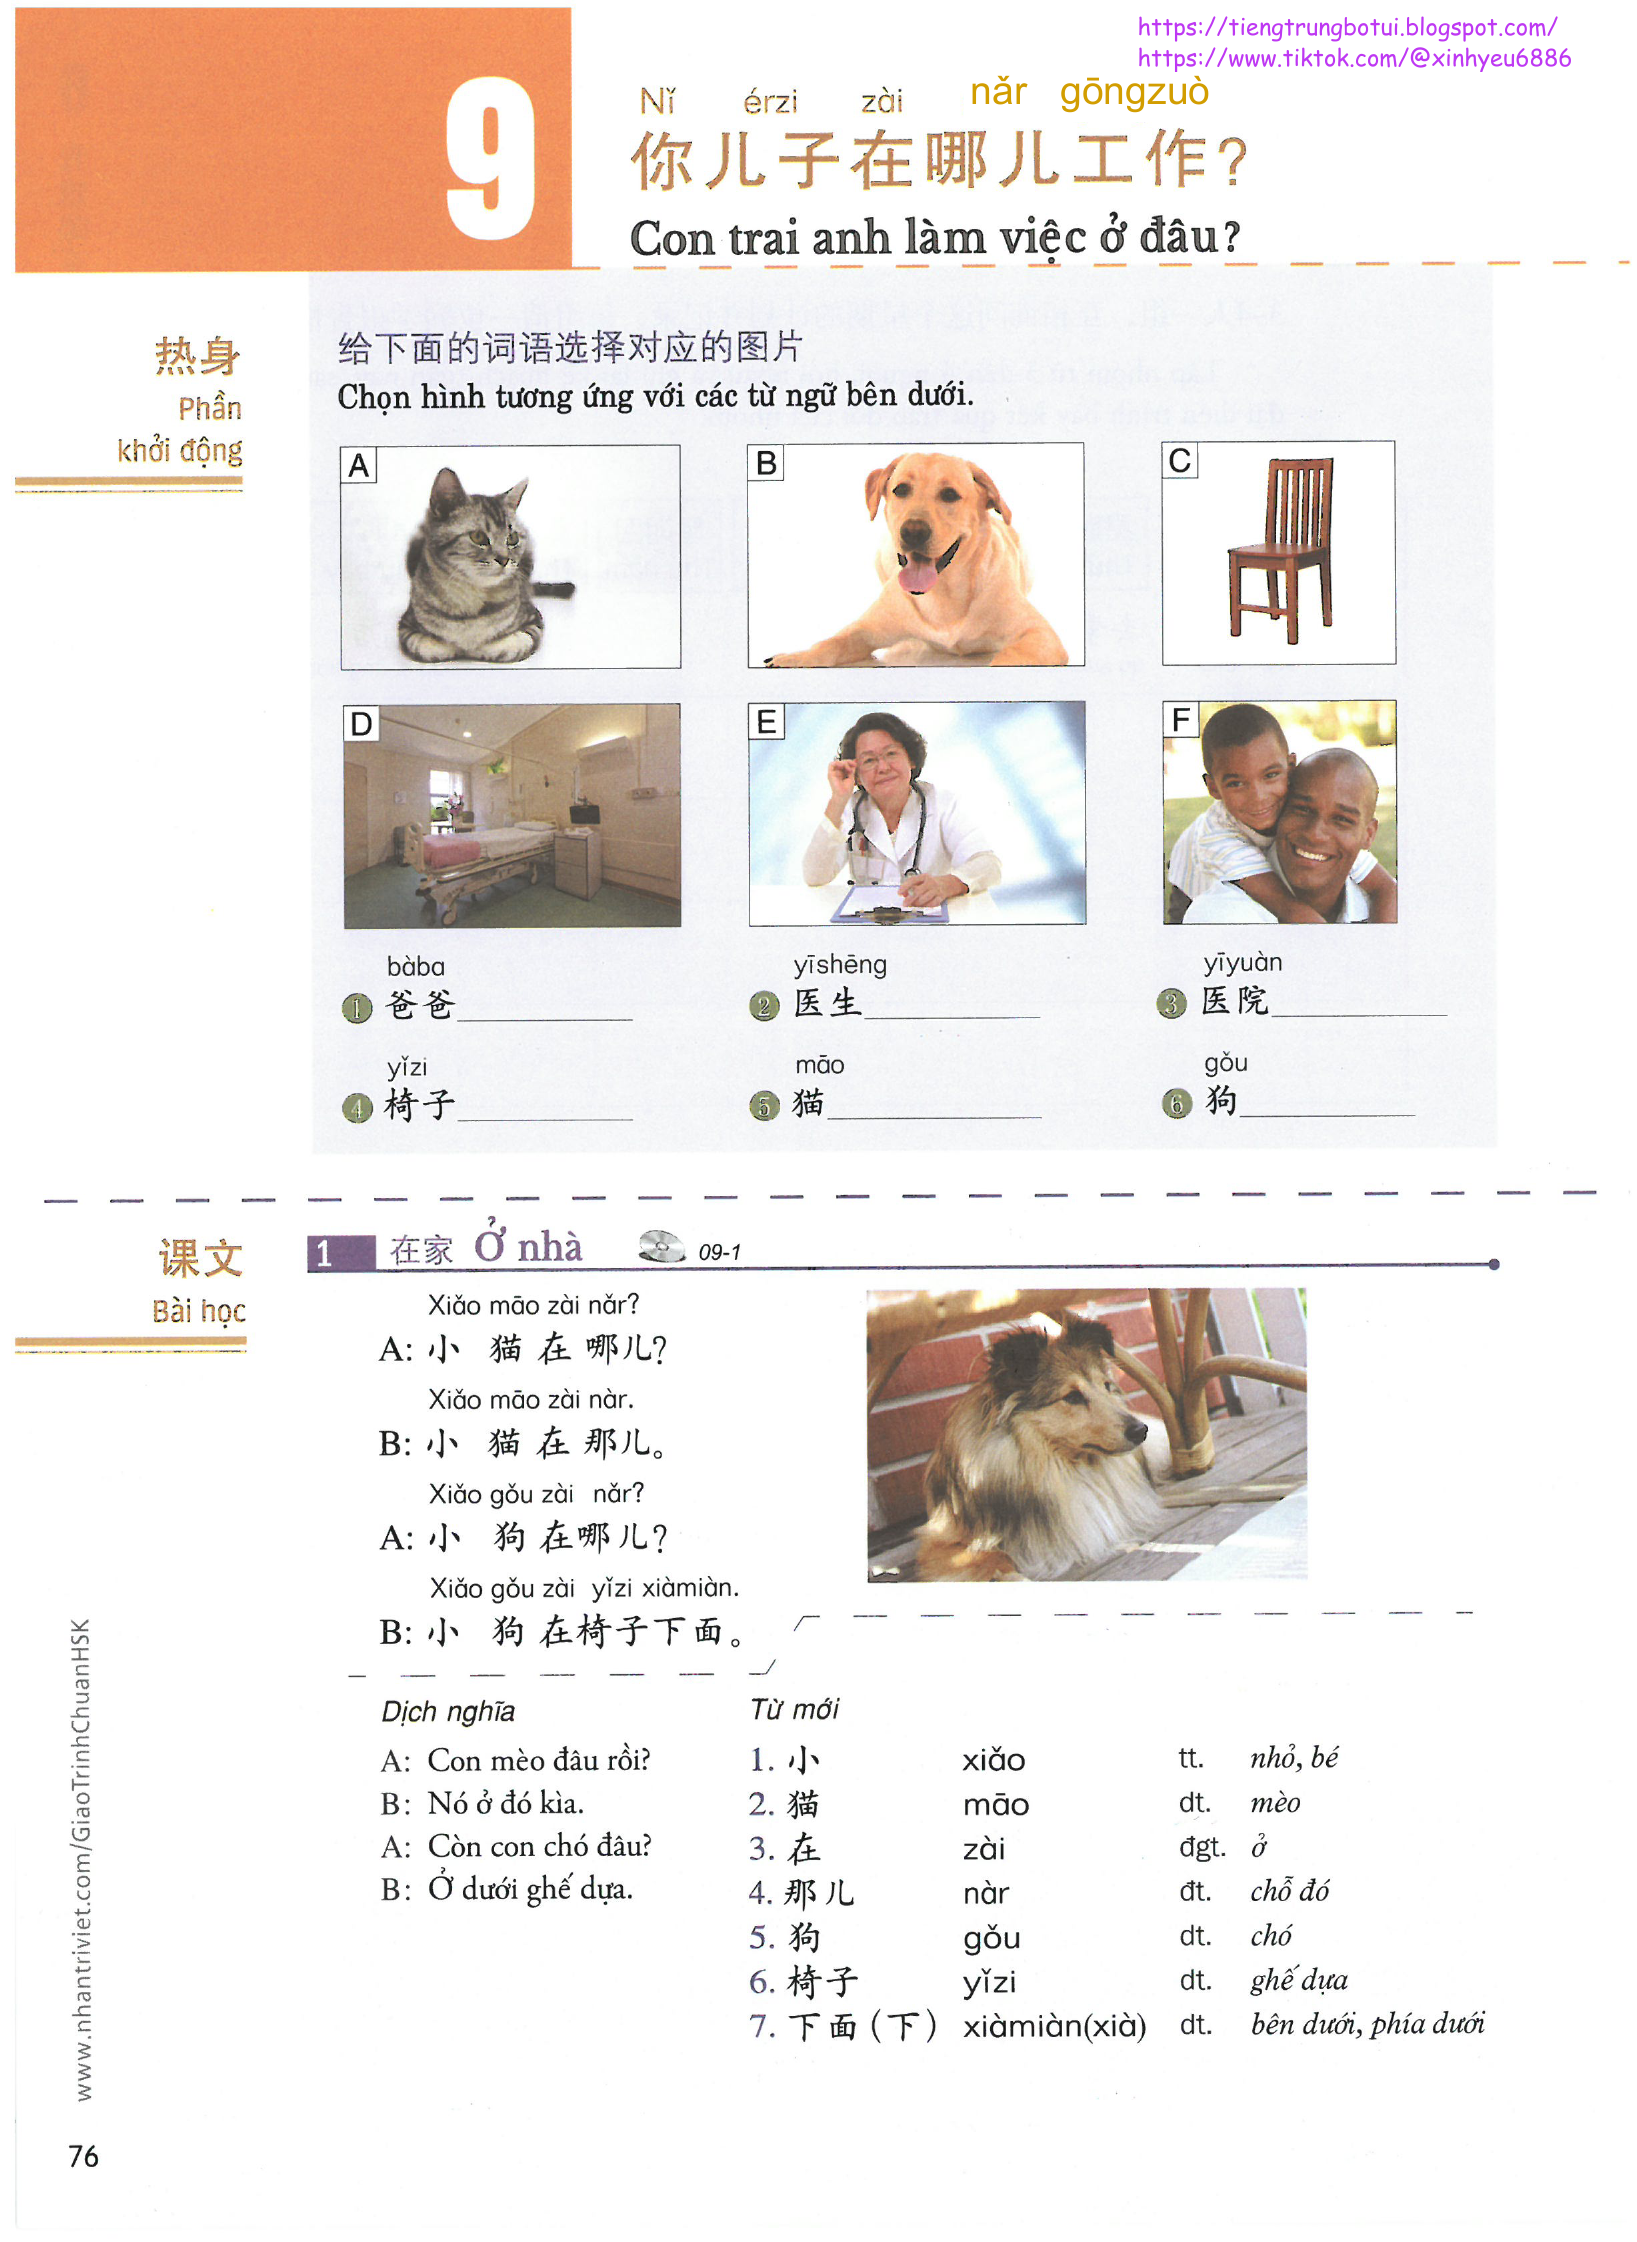 https://tiengtrungbotui.blogspot.com/
https://www.tiktok.com/@xinhyeu6886
9
Nǐ érzi zài nǎr gōngzuò
你儿子在哪儿工作?
Con trai anh làm việc ở đâu?
热身
Phần
khởi động
给下面的词语选择对应的图片
Chọn hình tương ứng với các từ ngữ bên dưới.
A
B
C
D
E
F
bàba yīshēng yīyuàn
1 爸爸__________ 2 医生__________ 3 医院__________
yǐzi māo gǒu
4 椅子__________ 5 猫__________ 6 狗__________
课文
Bài học
1 在家 Ở nhà 09-1
Xiǎo māo zài nǎr?
A: 小 猫 在 哪儿?
Xiǎo māo zài nàr.
B: 小 猫 在 那儿。
Xiǎo gǒu zài nǎr?
A: 小 狗 在哪 儿?
Xiǎo gǒu zài yǐzi xiàmiàn.
B: 小 狗 在椅子下面。
Dịch nghĩa
A: Con mèo đâu rồi?
B: Nó ở đó kìa.
A: Còn con chó đâu?
B: Ở dưới ghế dựa.
Từ mới
1. 小 xiǎo tt. nhỏ, bé
2. 猫 māo dt. mèo
3. 在 zài đgt. ở
4. 那儿 nàr đt. chỗ đó
5. 狗 gǒu dt. chó
6. 椅子 yǐzi dt. ghế dựa
7. 下面(下) xiàmiàn(xià) dt. bên dưới, phía dưới
www.nhantriviet.com/GiaoTrinhChuanHSK
76